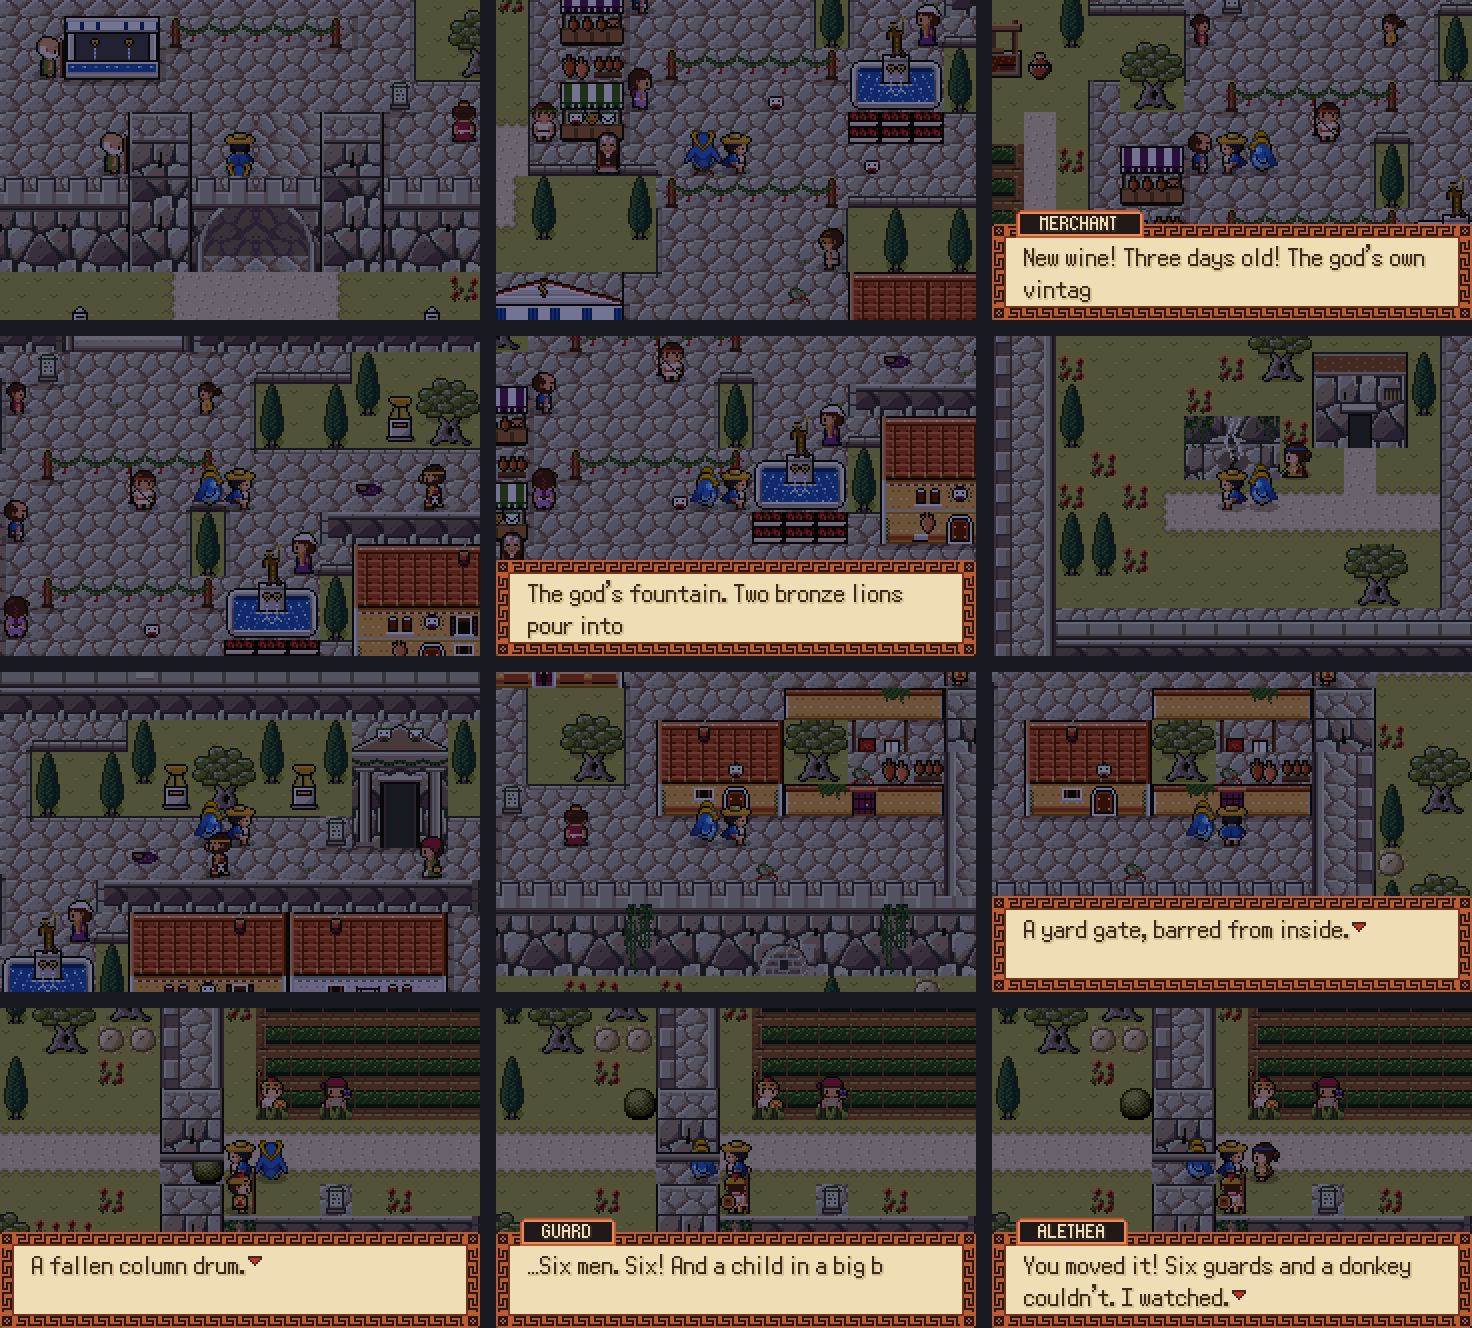 MERCHANT
New wine! Three days old! The god's own
vintag
The god's fountain. Two bronze lions
pour into
A yard gate, barred from inside.
A fallen column drum.
GUARD
...Six men. Six! And a child in a big b
ALETHEA
You moved it! Six guards and a donkey
couldn't. I watched.